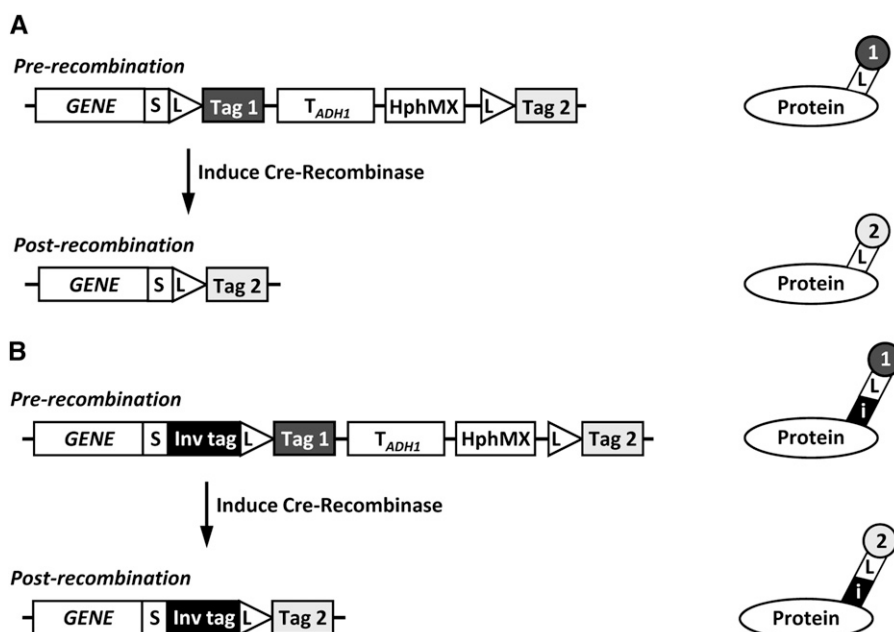 A
Pre-recombination
GENE S L Tag 1 T ADH1 HphMX L Tag 2
1
L
Protein
Induce Cre-Recombinase
Post-recombination
GENE S L Tag 2
2
L
Protein
B
Pre-recombination
GENE S Inv tag L Tag 1 T ADH1 HphMX L Tag 2
1
L
i
Protein
Induce Cre-Recombinase
Post-recombination
GENE S Inv tag L Tag 2
2
L
i
Protein